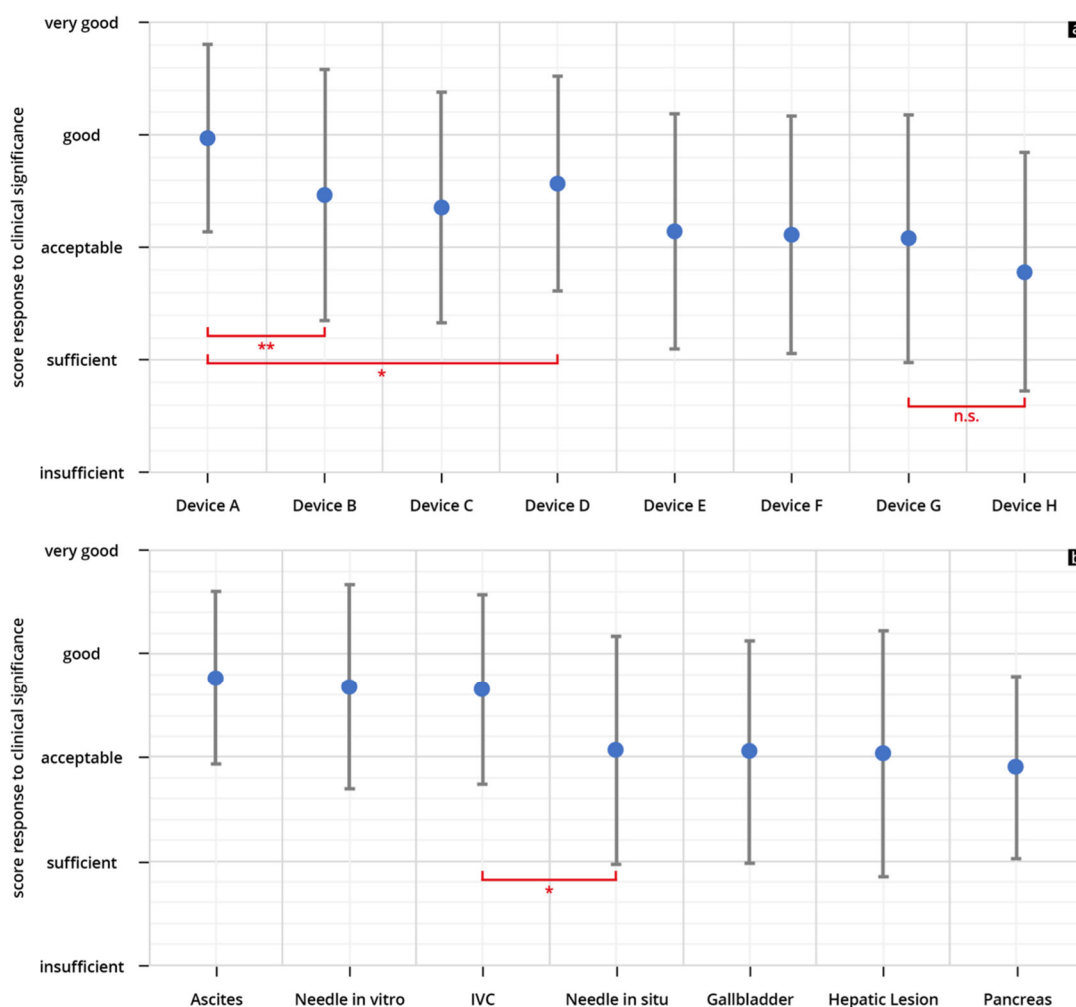 a
very good
good
acceptable
sufficient
insufficient
score response to clinical significance
**
*
n.s.
Device A Device B Device C Device D Device E Device F Device G Device H
b
very good
good
acceptable
sufficient
insufficient
score response to clinical significance
*
Ascites Needle in vitro IVC Needle in situ Gallbladder Hepatic Lesion Pancreas